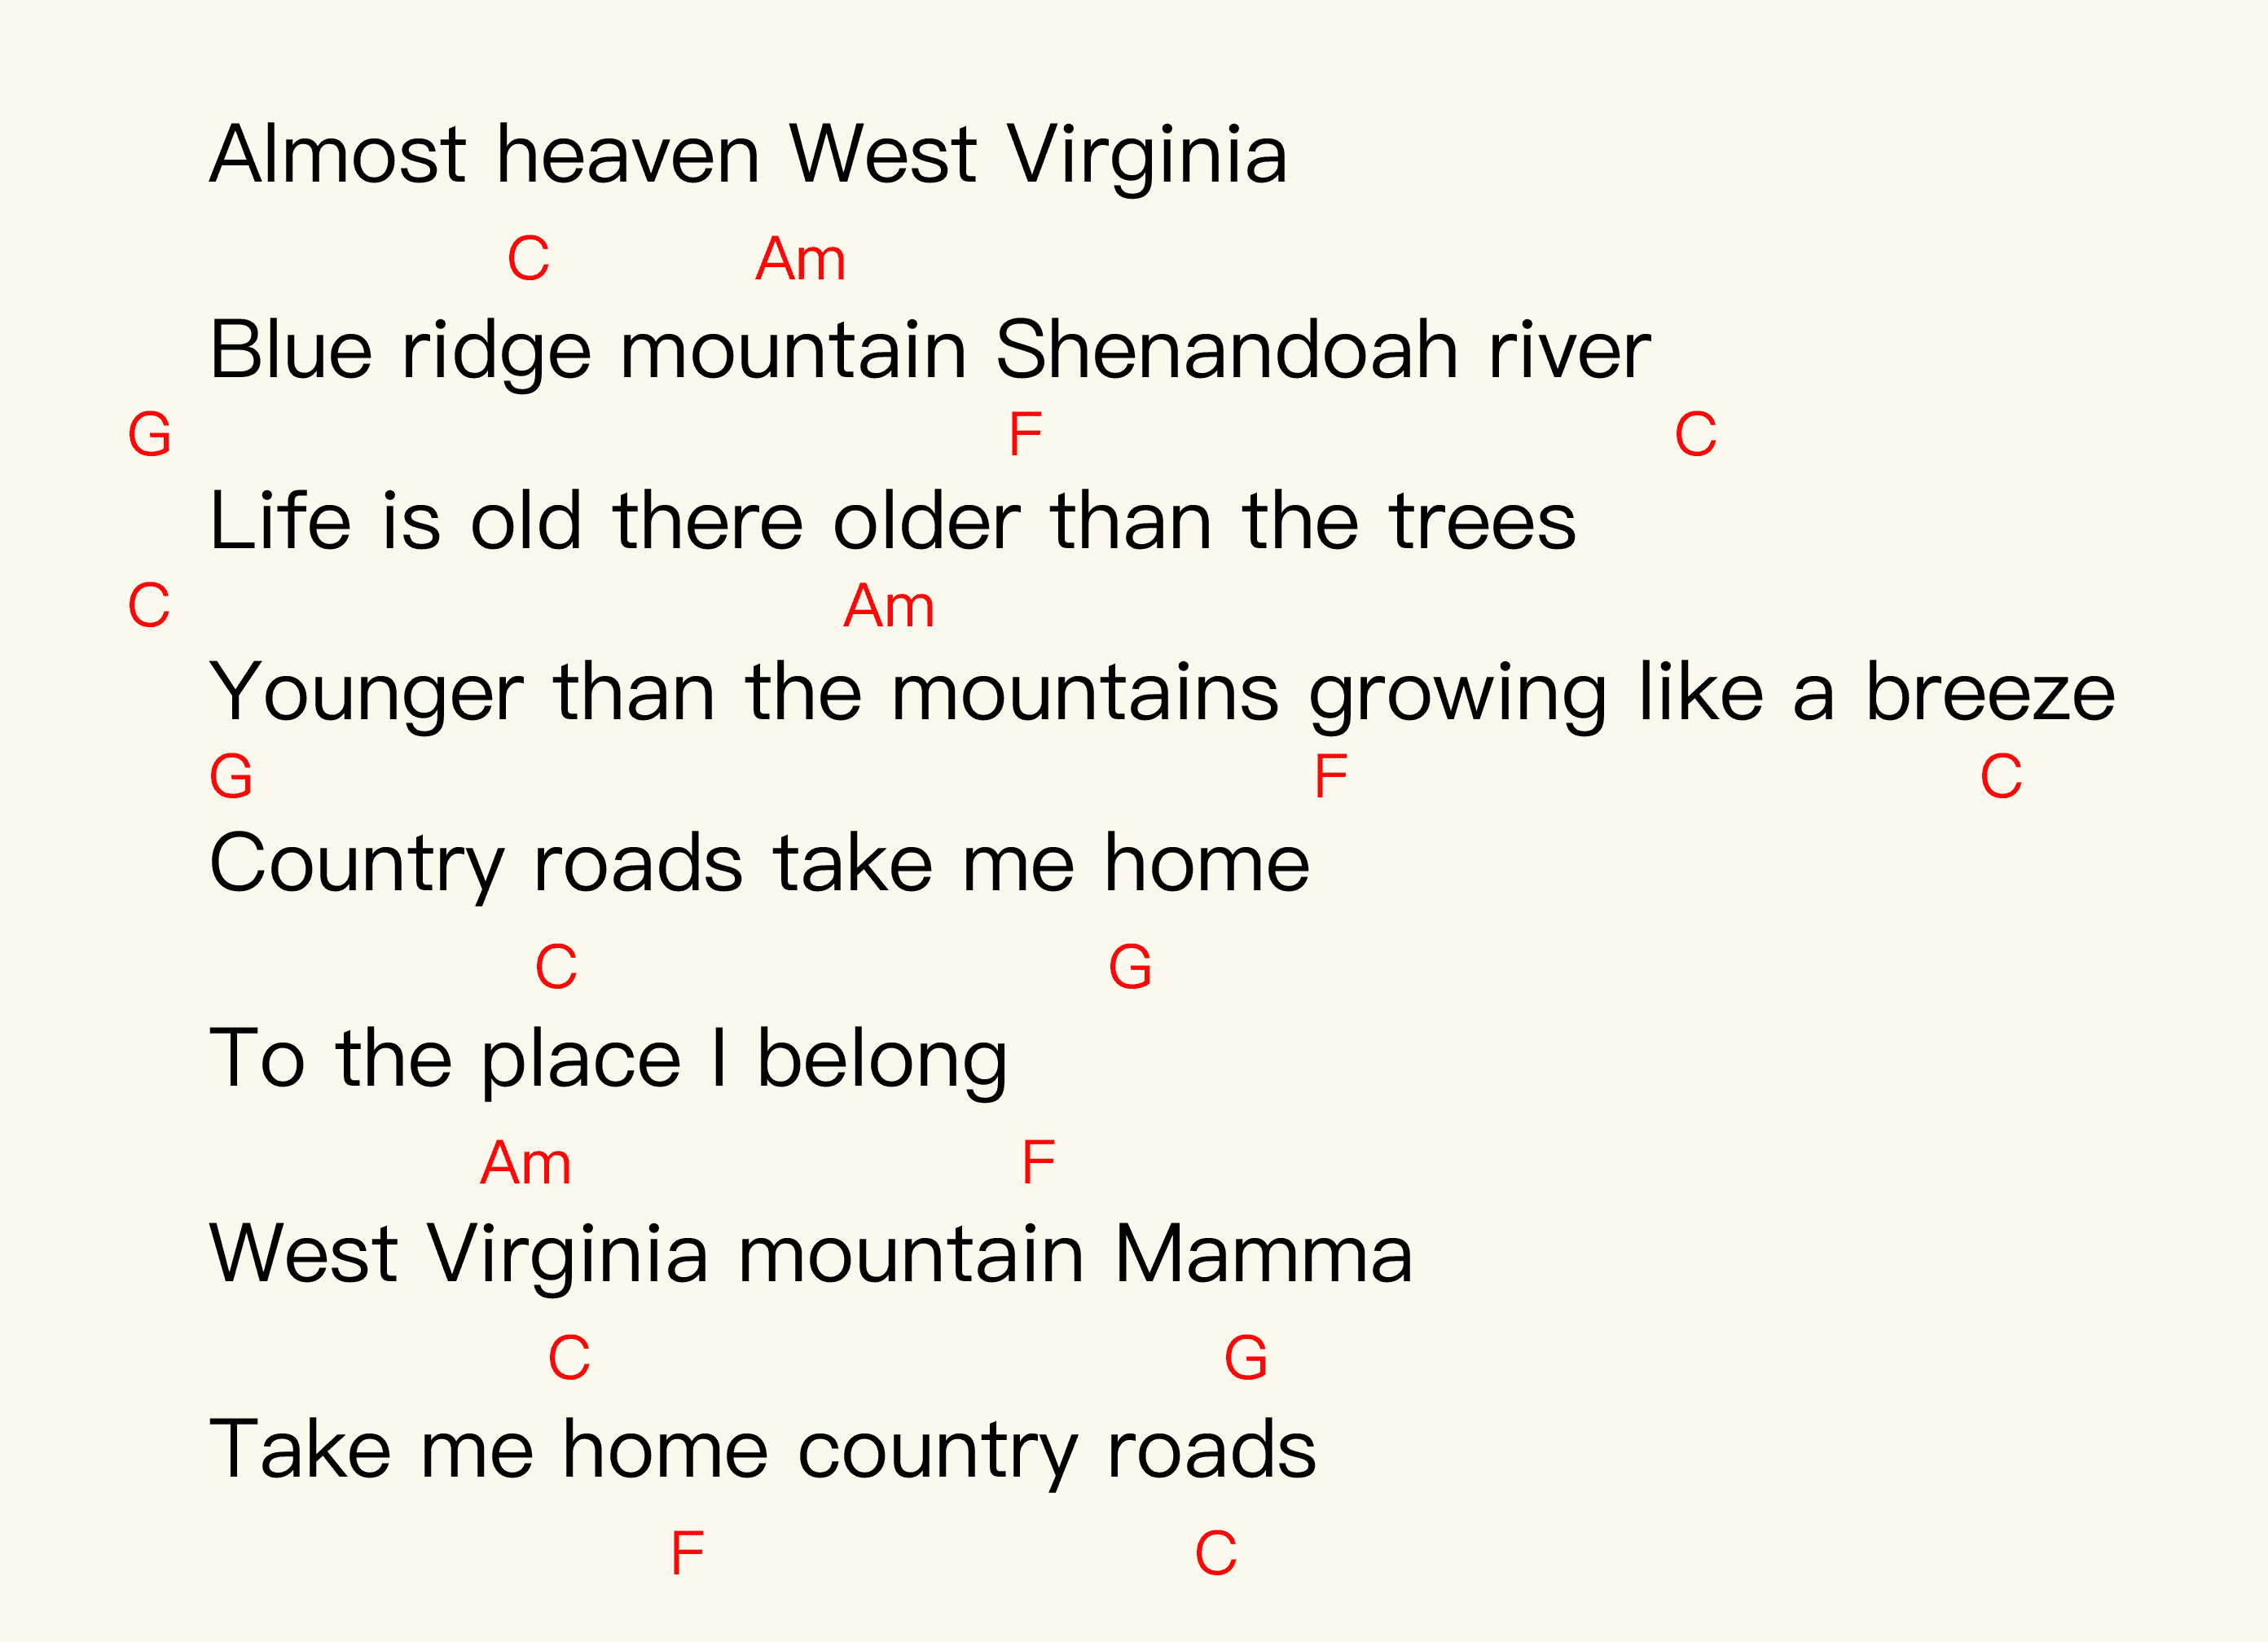 Almost heaven West Virginia
C Am
Blue ridge mountain Shenandoah river
G F C
Life is old there older than the trees
C Am
Younger than the mountains growing like a breeze
G F C
Country roads take me home
C G
To the place I belong
Am F
West Virginia mountain Mamma
C G
Take me home country roads
F C